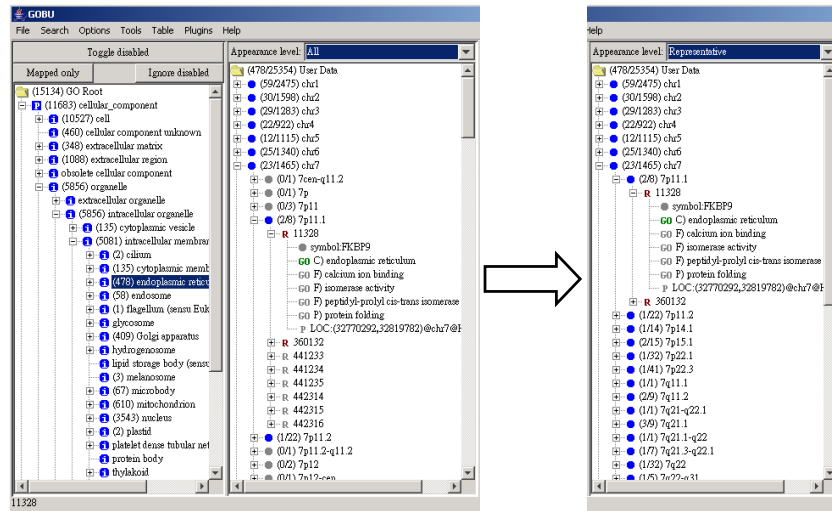 GOBU
File Search Options Tools Table Plugins Help
Toggle disabled
Mapped only Ignore disabled
(15134) GO Root
P (11683) cellular_component
(10527) cell
(460) cellular component unknown
(348) extracellular matrix
(1088) extracellular region
obsolete cellular component
(5856) organelle
extracellular organelle
(5856) intracellular organelle
(135) cytoplasmic vesicle
(5081) intracellular membrar
(2) cilium
(135) cytoplasmic memb
(478) endoplasmic reticu
(58) endosome
(1) flagellum (sensu Euk
glycosome
(409) Golgi apparatus
hydrogenosome
lipid storage body (sensu
(3) melanosome
(67) microbody
(610) mitochondrion
(3543) nucleus
(2) plastid
platelet dense tubular net
protein body
thylakoid
11328
Appearance level: All
(478/25354) User Data
(59/2475) chr1
(30/1598) chr2
(29/1283) chr3
(22/922) chr4
(12/1115) chr5
(25/1340) chr6
(23/1465) chr7
(0/1) 7cen-q11.2
(0/1) 7p
(0/3) 7p11
(2/8) 7p11.1
R 11328
symbol:FKBP9
GO C) endoplasmic reticulum
GO F) calcium ion binding
GO F) isomerase activity
GO F) peptidyl-prolyl cis-trans isomerase
GO P) protein folding
P LOC:(32770292,32819782)@chr7@H
R 360132
R 441233
R 441234
R 441235
R 442314
R 442315
R 442316
(1/22) 7p11.2
(0/1) 7p11.2-q11.2
(0/2) 7p12
(0/1) 7p12-cen
Help
Appearance level: Representative
(478/25354) User Data
(59/2475) chr1
(30/1598) chr2
(29/1283) chr3
(22/922) chr4
(12/1115) chr5
(25/1340) chr6
(23/1465) chr7
(2/8) 7p11.1
R 11328
symbol:FKBP9
GO C) endoplasmic reticulum
GO F) calcium ion binding
GO F) isomerase activity
GO F) peptidyl-prolyl cis-trans isomerase
GO P) protein folding
P LOC:(32770292,32819782)@chr7@H
R 360132
(1/22) 7p11.2
(1/14) 7p14.1
(2/15) 7p15.1
(1/32) 7p22.1
(1/41) 7p22.3
(1/1) 7q11.1
(2/9) 7q11.2
(1/1) 7q21-q22.1
(3/9) 7q21.1
(1/1) 7q21.1-q22
(1/7) 7q21.3-q22.1
(1/32) 7q22
(1/5) 7q22-q31